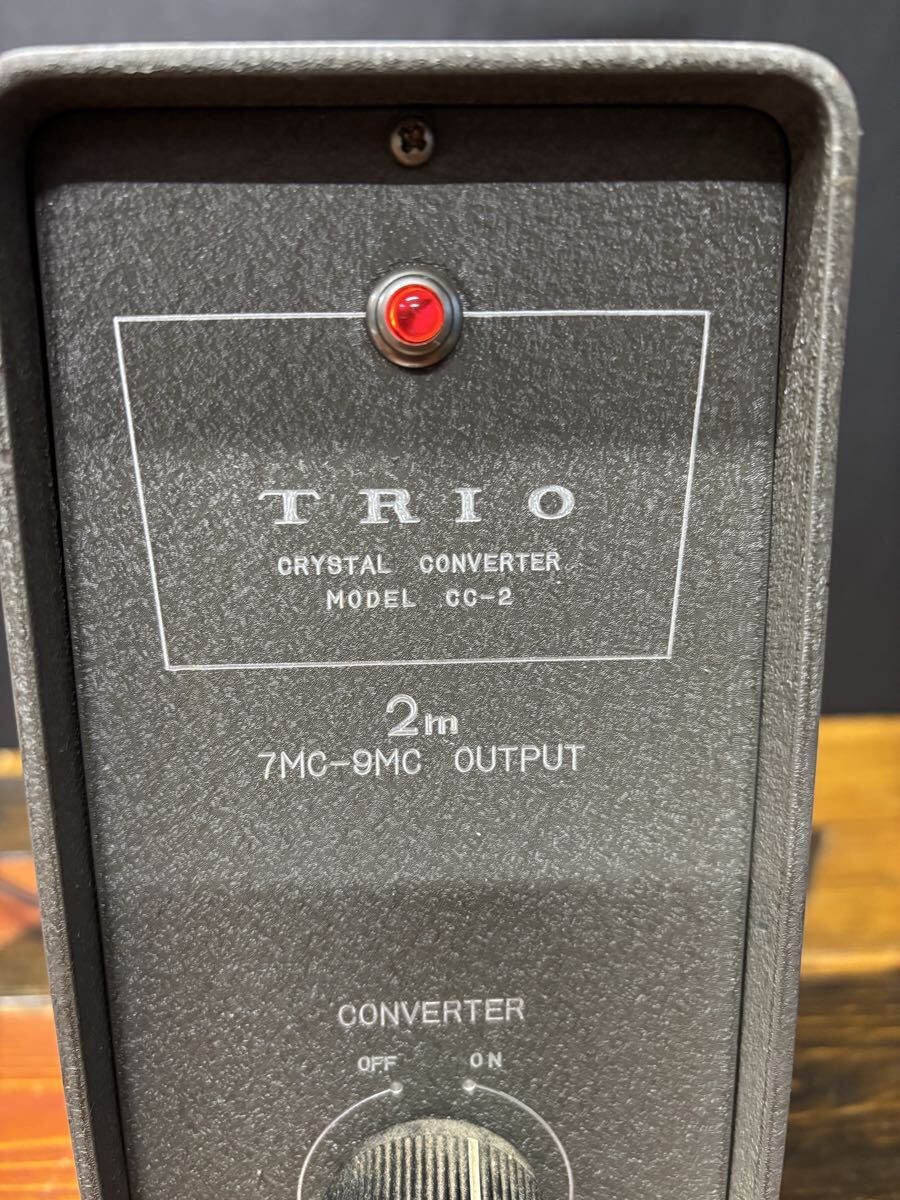 TRIO
CRYSTAL CONVERTER
MODEL CC-2
2m
7MC-9MC OUTPUT
CONVERTER
OFF ON